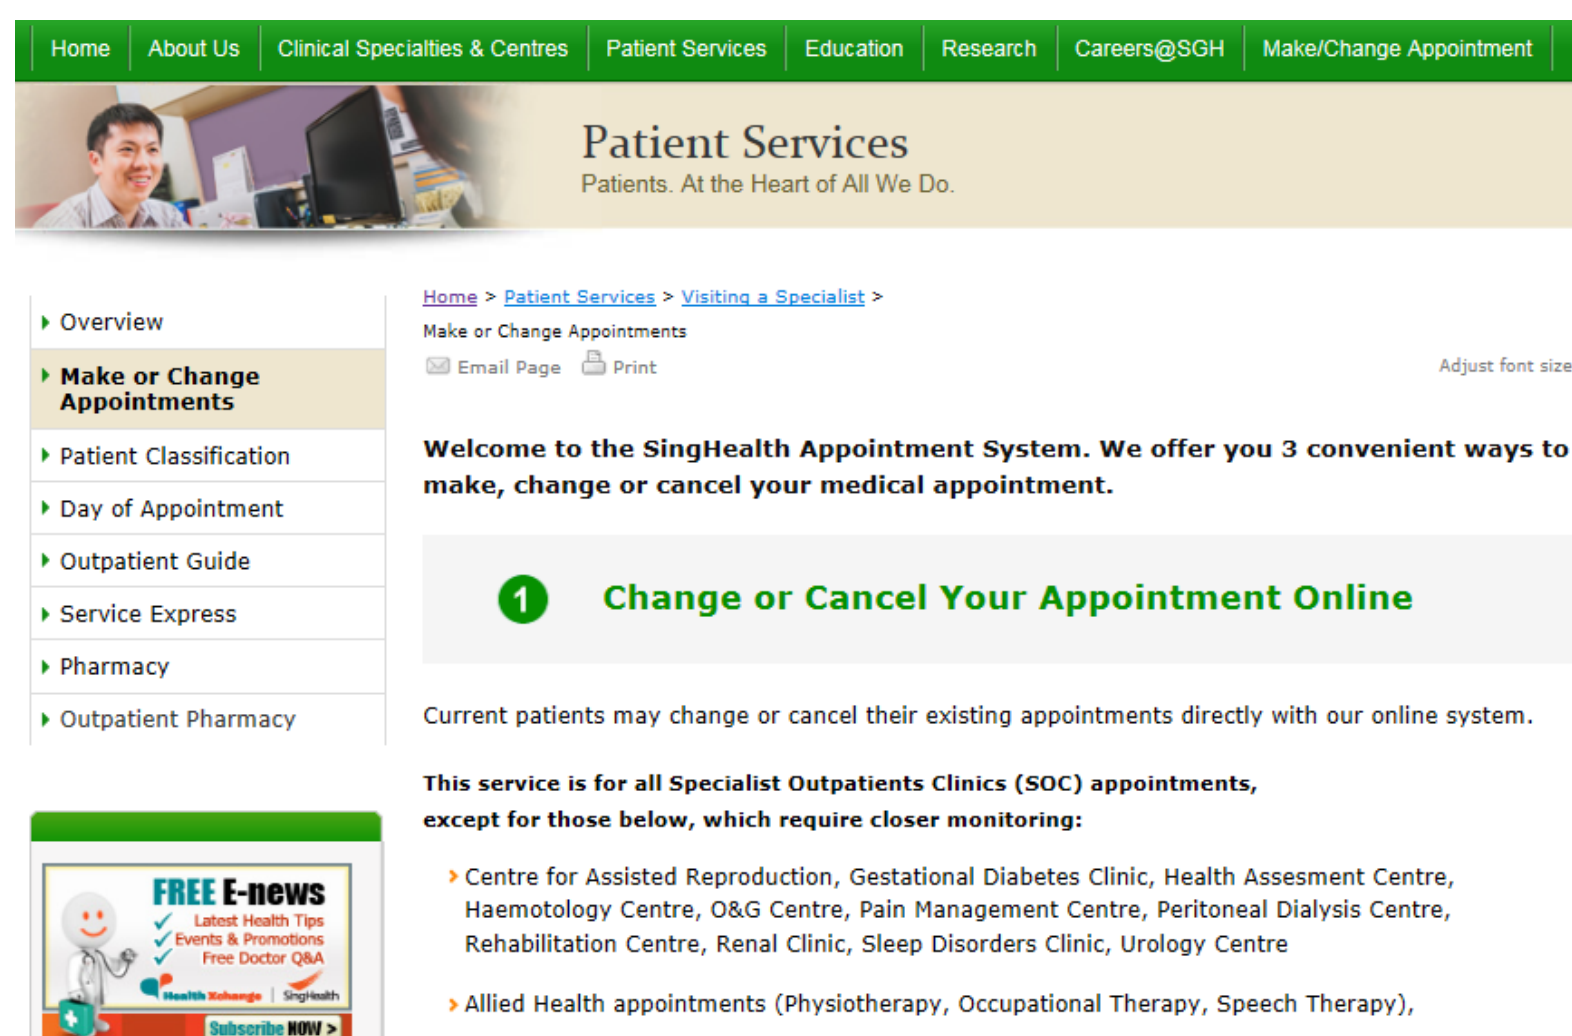 Home About Us Clinical Specialties & Centres Patient Services Education Research Careers@SGH Make/Change Appointment
Patient Services
Patients. At the Heart of All We Do.
Home > Patient Services > Visiting a Specialist >
Make or Change Appointments
Email Page Print Adjust font size
Overview
Make or Change
Appointments
Patient Classification
Day of Appointment
Outpatient Guide
Service Express
Pharmacy
Outpatient Pharmacy
FREE E-news
Latest Health Tips
Events & Promotions
Free Doctor Q&A
Health Xchange | SingHealth
Subscribe NOW >
Welcome to the SingHealth Appointment System. We offer you 3 convenient ways to
make, change or cancel your medical appointment.
1 Change or Cancel Your Appointment Online
Current patients may change or cancel their existing appointments directly with our online system.
This service is for all Specialist Outpatients Clinics (SOC) appointments,
except for those below, which require closer monitoring:
Centre for Assisted Reproduction, Gestational Diabetes Clinic, Health Assesment Centre,
Haemotology Centre, O&G Centre, Pain Management Centre, Peritoneal Dialysis Centre,
Rehabilitation Centre, Renal Clinic, Sleep Disorders Clinic, Urology Centre
Allied Health appointments (Physiotherapy, Occupational Therapy, Speech Therapy),